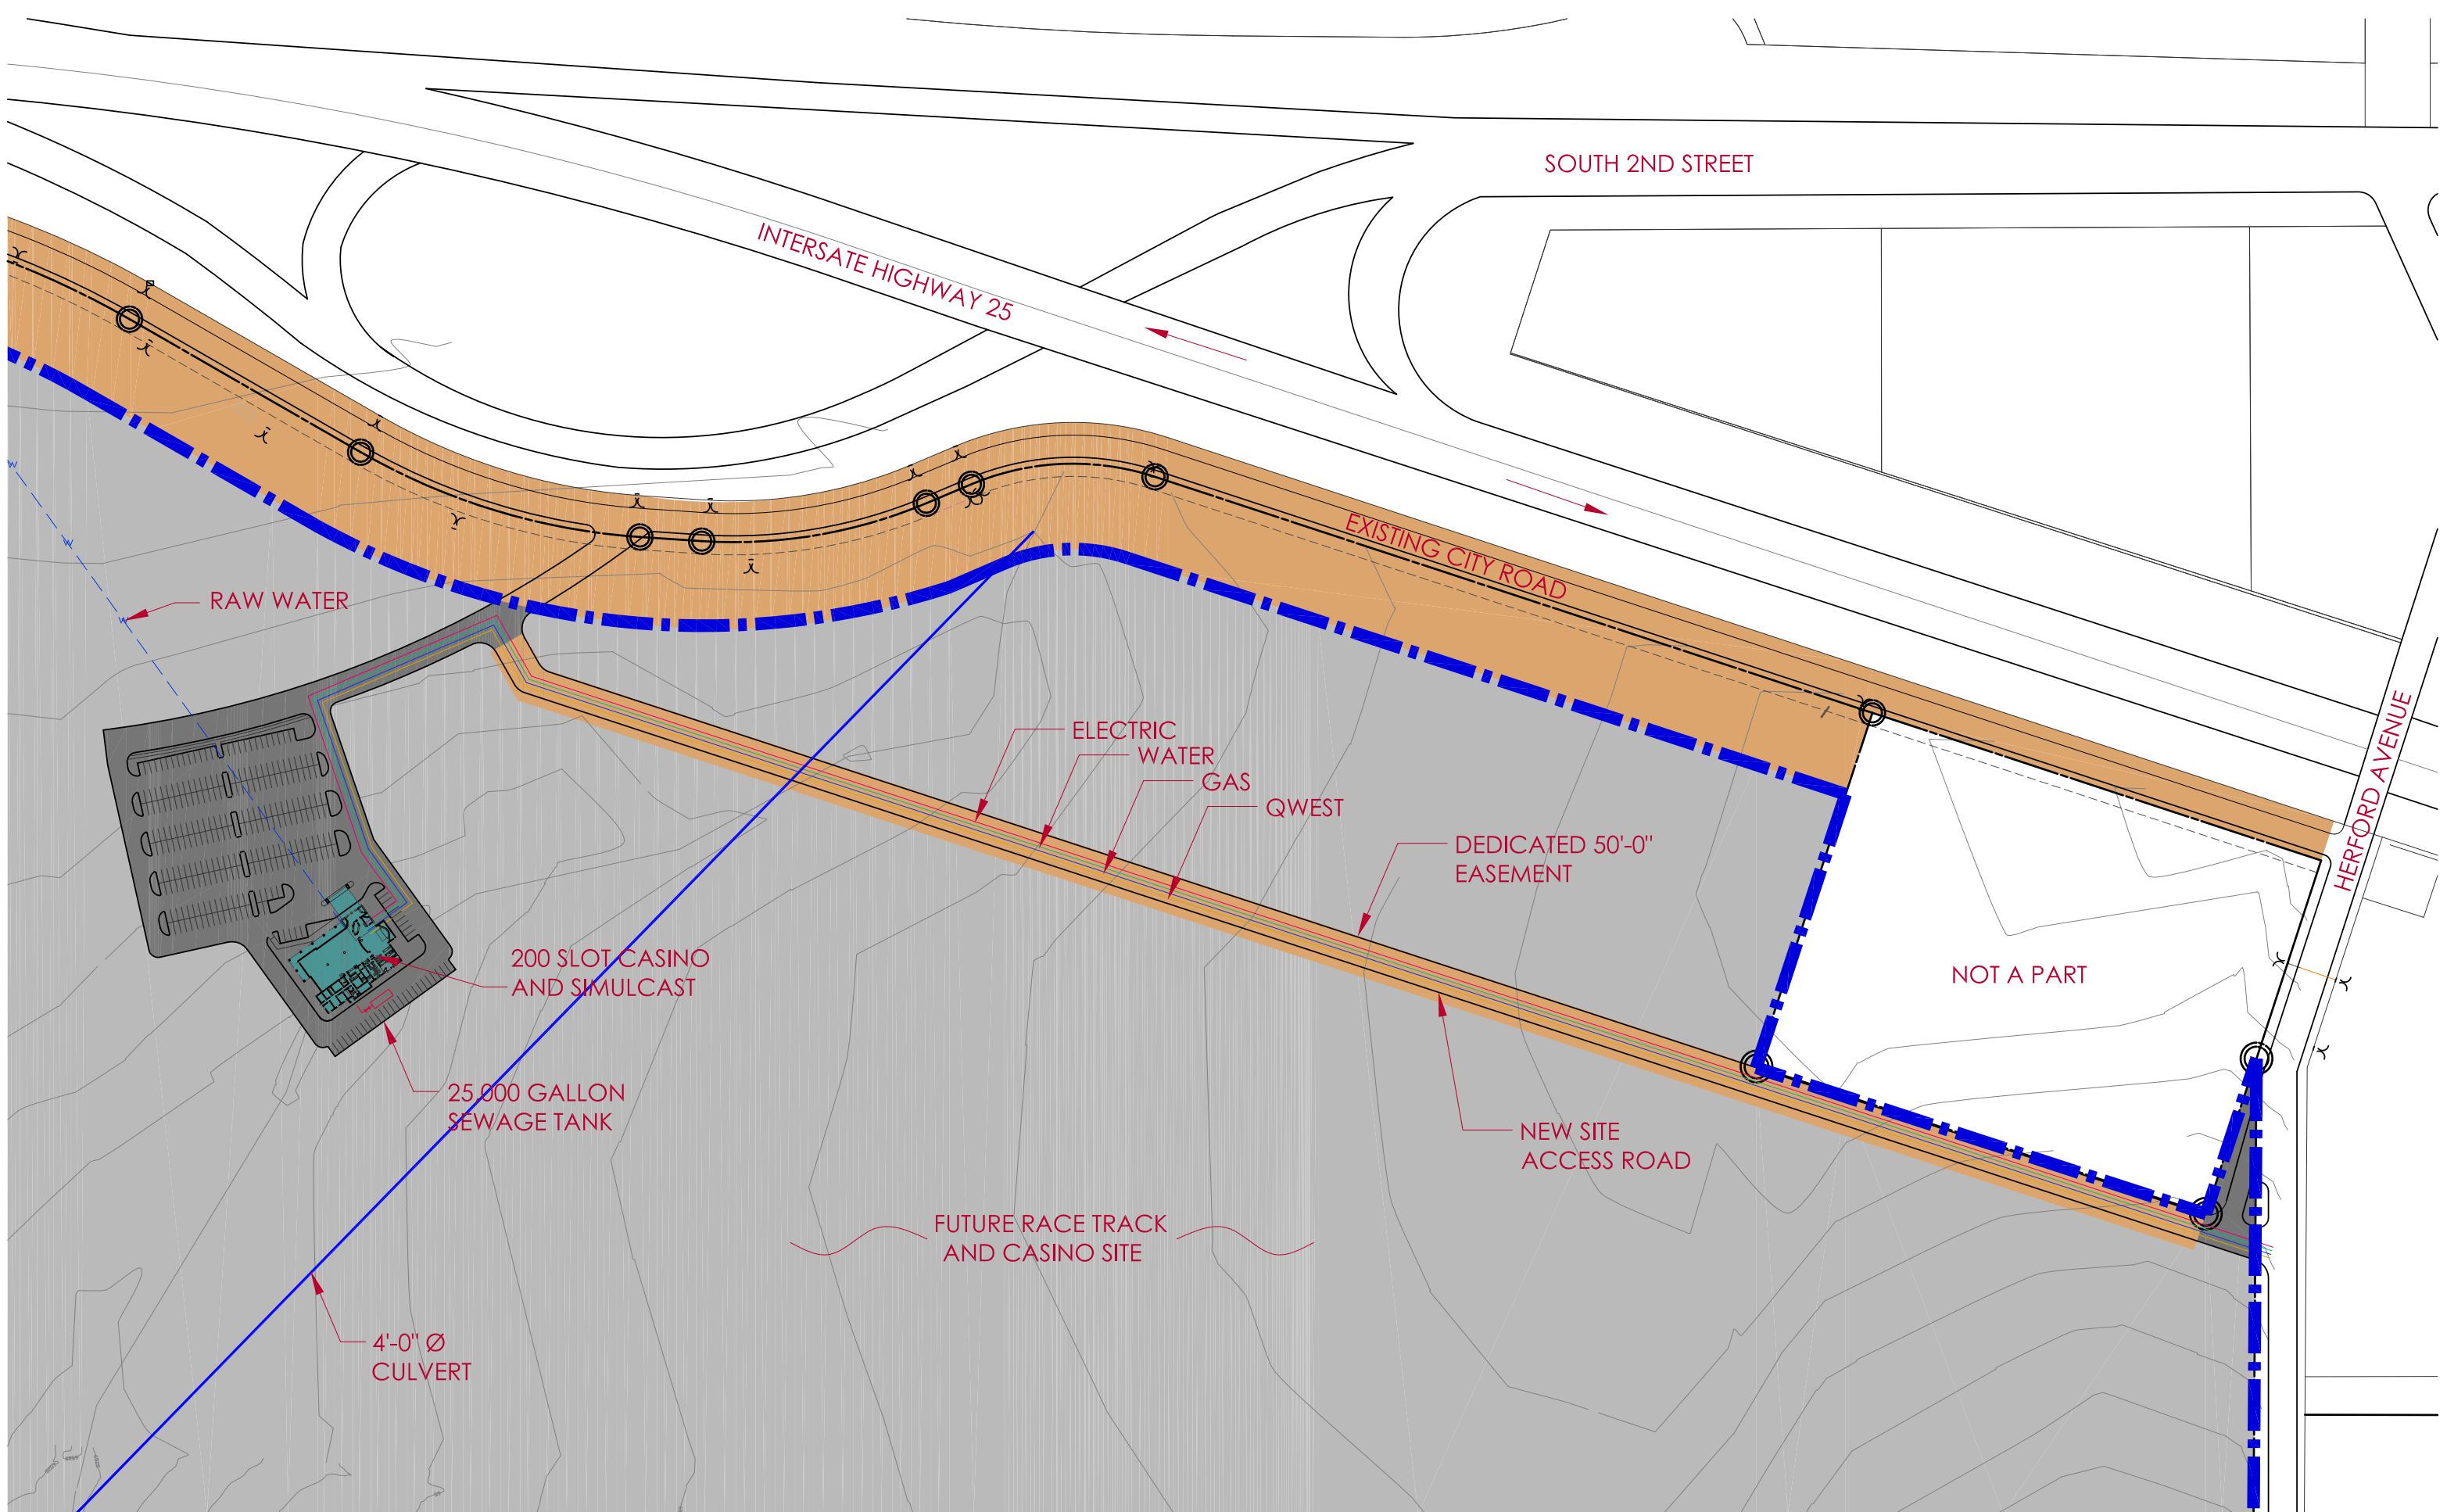 SOUTH 2ND STREET
INTERSATE HIGHWAY 25
EXISTING CITY ROAD
RAW WATER
HERFORD AVENUE
ELECTRIC
WATER
GAS
QWEST
DEDICATED 50'-0"
EASEMENT
200 SLOT CASINO
AND SIMULCAST
NOT A PART
25,000 GALLON
SEWAGE TANK
NEW SITE
ACCESS ROAD
FUTURE RACE TRACK
AND CASINO SITE
4'-0" Ø
CULVERT
W
W
W
W